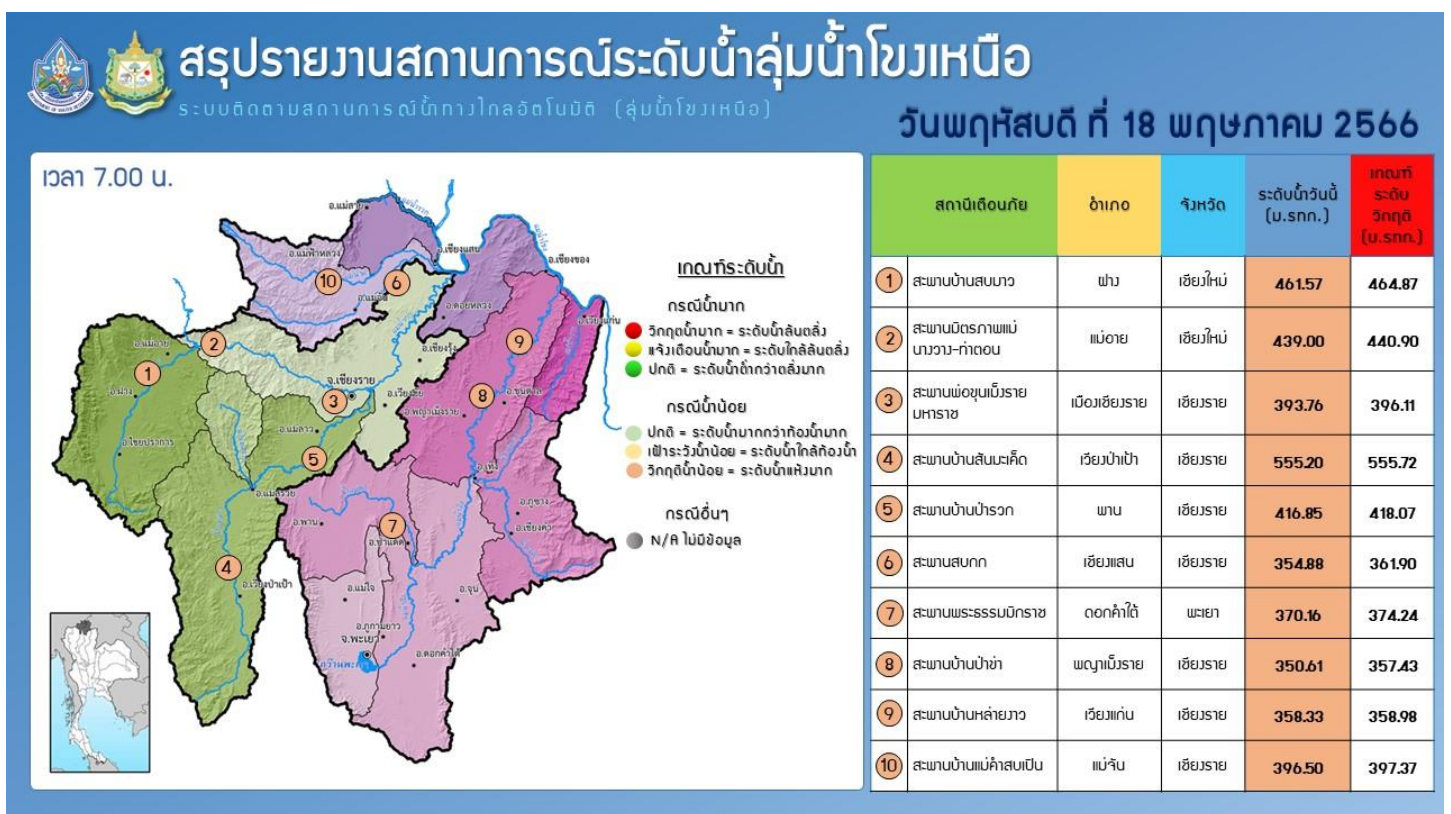 สรุปรายงานสถานการณ์ระดับน้ำลุ่มน้ำโขงเหนือ
ระบบติดตามสถานการณ์น้ำทางไกลอัตโนมัติ (ลุ่มน้ำโขงเหนือ)
วันพฤหัสบดี ที่ 18 พฤษภาคม 2566
เวลา 7.00 น.
อ.แม่สาย
แม่น้ำรวก
อ.แม่ฟ้าหลวง
อ.เชียงแสน
แม่น้ำโขง
อ.เชียงของ
10
6
อ.แม่จัน
อ.ดอยหลวง
อ.เวียงแก่น
อ.แม่อาย
2
9
1
อ.เชียงรุ้ง
จ.เชียงราย
อ.ฝาง
3
อ.เวียงชัย
8
อ.ขุนตาล
อ.พญาเม็งราย
อ.แม่ลาว
อ.ไชยปราการ
5
อ.เทิง
อ.แม่สรวย
อ.ภูซาง
อ.พาน
7
อ.เชียงคำ
อ.ป่าแดด
4
อ.เวียงป่าเป้า
อ.แม่ใจ
อ.จุน
อ.ภูกามยาว
จ.พะเยา
กว๊านพะเยา
อ.ดอกคำใต้
เกณฑ์ระดับน้ำ
กรณีน้ำมาก
วิกฤตน้ำมาก = ระดับน้ำล้นตลิ่ง
แจ้งเตือนน้ำมาก = ระดับใกล้ล้นตลิ่ง
ปกติ = ระดับน้ำต่ำกว่าตลิ่งมาก
กรณีน้ำน้อย
ปกติ = ระดับน้ำมากกว่าท้องน้ำมาก
เฝ้าระวังน้ำน้อย = ระดับน้ำใกล้ท้องน้ำ
วิกฤติน้ำน้อย = ระดับน้ำแห้งมาก
กรณีอื่นๆ
N/A ไม่มีข้อมูล
สถานีเตือนภัย อำเภอ จังหวัด ระดับน้ำวันนี้ (ม.รทก.) เกณฑ์ระดับวิกฤติ (ม.รทก.)
1 สะพานบ้านสบมาว ฝาง เชียงใหม่ 461.57 464.87
2 สะพานมิตรภาพแม่นางวาง-ท่าตอน แม่อาย เชียงใหม่ 439.00 440.90
3 สะพานพ่อขุนเม็งรายมหาราช เมืองเชียงราย เชียงราย 393.76 396.11
4 สะพานบ้านสันมะเค็ด เวียงป่าเป้า เชียงราย 555.20 555.72
5 สะพานบ้านป่ารวก พาน เชียงราย 416.85 418.07
6 สะพานสบกก เชียงแสน เชียงราย 354.88 361.90
7 สะพานพระธรรมมิกราช ดอกคำใต้ พะเยา 370.16 374.24
8 สะพานบ้านป่าข่า พญาเม็งราย เชียงราย 350.61 357.43
9 สะพานบ้านหล่ายงาว เวียงแก่น เชียงราย 358.33 358.98
10 สะพานบ้านแม่คำสบเปิน แม่จัน เชียงราย 396.50 397.37